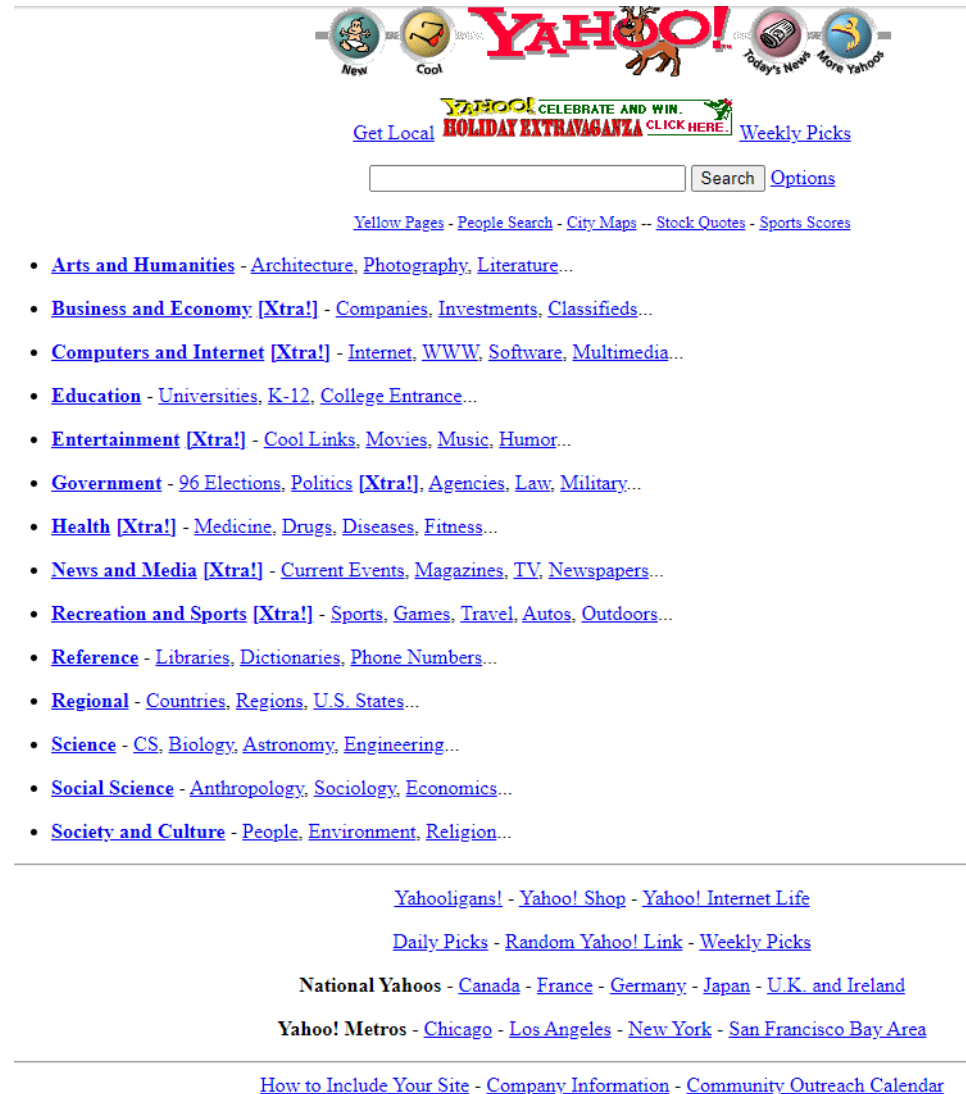 New Cool YAHOO! Today's News More Yahoos
YAHOO! CELEBRATE AND WIN.
Get Local HOLIDAY EXTRAVAGANZA CLICK HERE. Weekly Picks
Search Options
Yellow Pages - People Search - City Maps -- Stock Quotes - Sports Scores
• Arts and Humanities - Architecture, Photography, Literature...
• Business and Economy [Xtra!] - Companies, Investments, Classifieds...
• Computers and Internet [Xtra!] - Internet, WWW, Software, Multimedia...
• Education - Universities, K-12, College Entrance...
• Entertainment [Xtra!] - Cool Links, Movies, Music, Humor...
• Government - 96 Elections, Politics [Xtra!], Agencies, Law, Military...
• Health [Xtra!] - Medicine, Drugs, Diseases, Fitness...
• News and Media [Xtra!] - Current Events, Magazines, TV, Newspapers...
• Recreation and Sports [Xtra!] - Sports, Games, Travel, Autos, Outdoors...
• Reference - Libraries, Dictionaries, Phone Numbers...
• Regional - Countries, Regions, U.S. States...
• Science - CS, Biology, Astronomy, Engineering...
• Social Science - Anthropology, Sociology, Economics...
• Society and Culture - People, Environment, Religion...
Yahooligans! - Yahoo! Shop - Yahoo! Internet Life
Daily Picks - Random Yahoo! Link - Weekly Picks
National Yahoos - Canada - France - Germany - Japan - U.K. and Ireland
Yahoo! Metros - Chicago - Los Angeles - New York - San Francisco Bay Area
How to Include Your Site - Company Information - Community Outreach Calendar